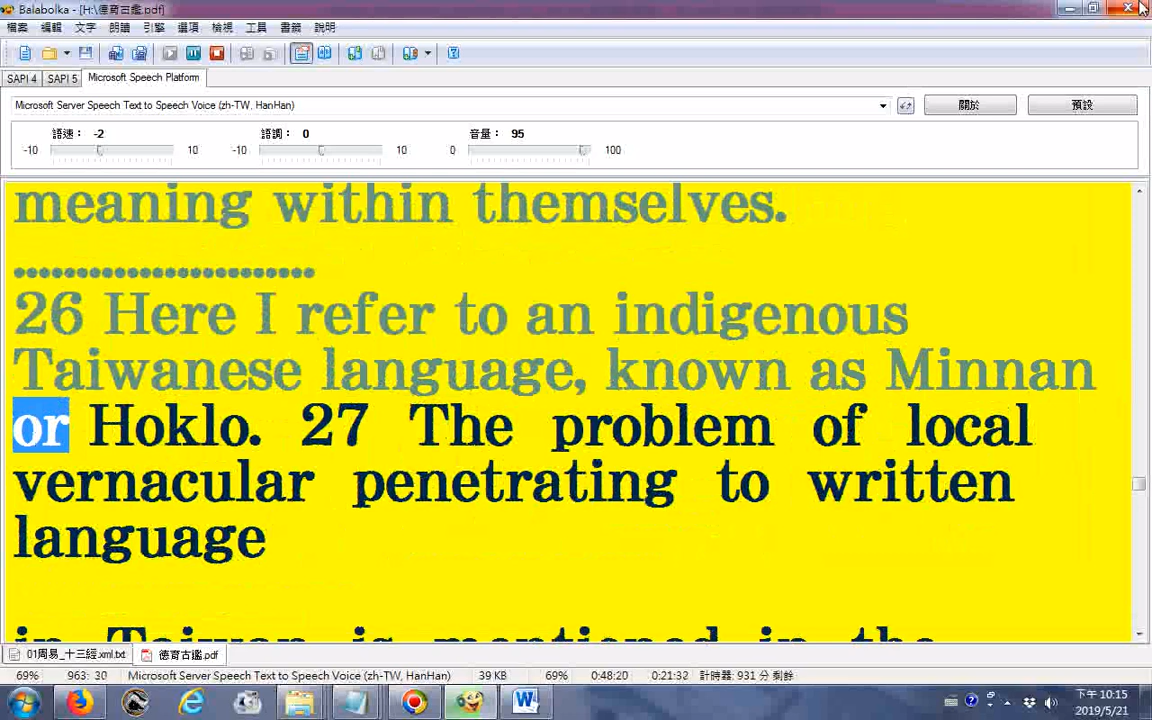 Balabolka - [H:\德育古鑑.pdf]
檔案 編輯 文字 朗讀 引擎 選項 檢視 工具 書籤 說明
SAPI 4 SAPI 5 Microsoft Speech Platform
Microsoft Server Speech Text to Speech Voice (zh-TW, HanHan) 關於 預設
語速： -2 語調： 0 音量： 95
-10 10 -10 10 0 100
meaning within themselves.
........................
26 Here I refer to an indigenous
Taiwanese language, known as Minnan
or Hoklo. 27 The problem of local
vernacular penetrating to written
language
in Taiwan is mentioned in the
01周易_十三經.xml.txt 德育古鑑.pdf
69% 963: 30 Microsoft Server Speech Text to Speech Voice (zh-TW, HanHan) 39 KB 69% 0:48:20 0:21:32 計時器: 931 分 剩餘
下午 10:15
2019/5/21